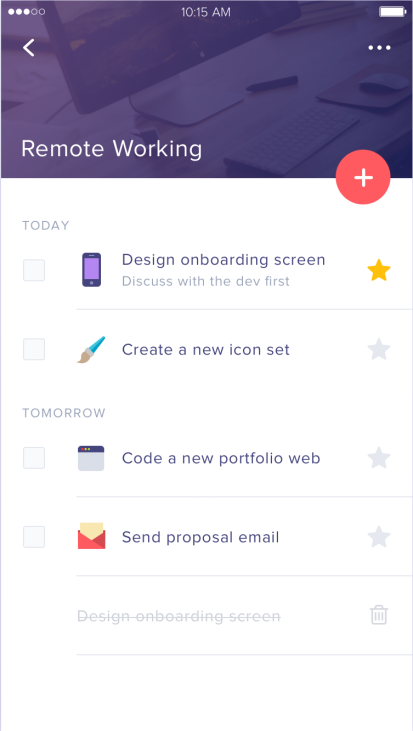 10:15 AM
Remote Working
TODAY
Design onboarding screen
Discuss with the dev first
Create a new icon set
TOMORROW
Code a new portfolio web
Send proposal email
Design onboarding screen